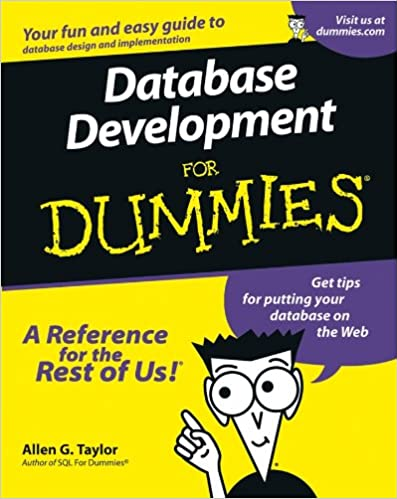 Your fun and easy guide to
database design and implementation
Visit us at
dummies.com
Database
Development
FOR
DUMMIES®
Get tips
for putting your
database on
the Web
A Reference
for the
Rest of Us!®
Allen G. Taylor
Author of SQL For Dummies®